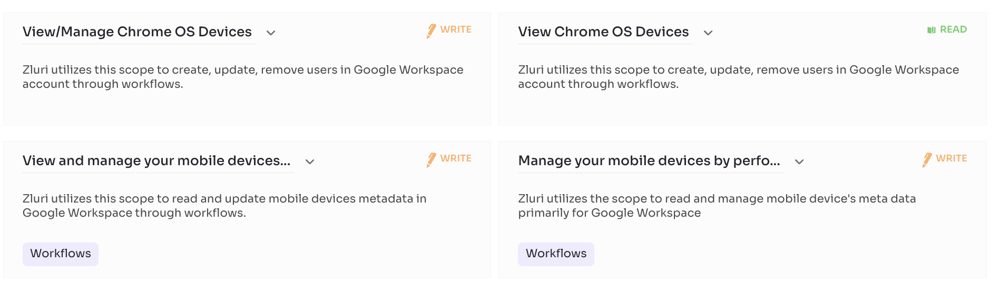 View/Manage Chrome OS Devices
WRITE
Zluri utilizes this scope to create, update, remove users in Google Workspace
account through workflows.
View Chrome OS Devices
READ
Zluri utilizes this scope to create, update, remove users in Google Workspace
account through workflows.
View and manage your mobile devices...
WRITE
Zluri utilizes this scope to read and update mobile devices metadata in
Google Workspace through workflows.
Workflows
Manage your mobile devices by perfo...
WRITE
Zluri utilizes the scope to read and manage mobile device's meta data
primarily for Google Workspace
Workflows